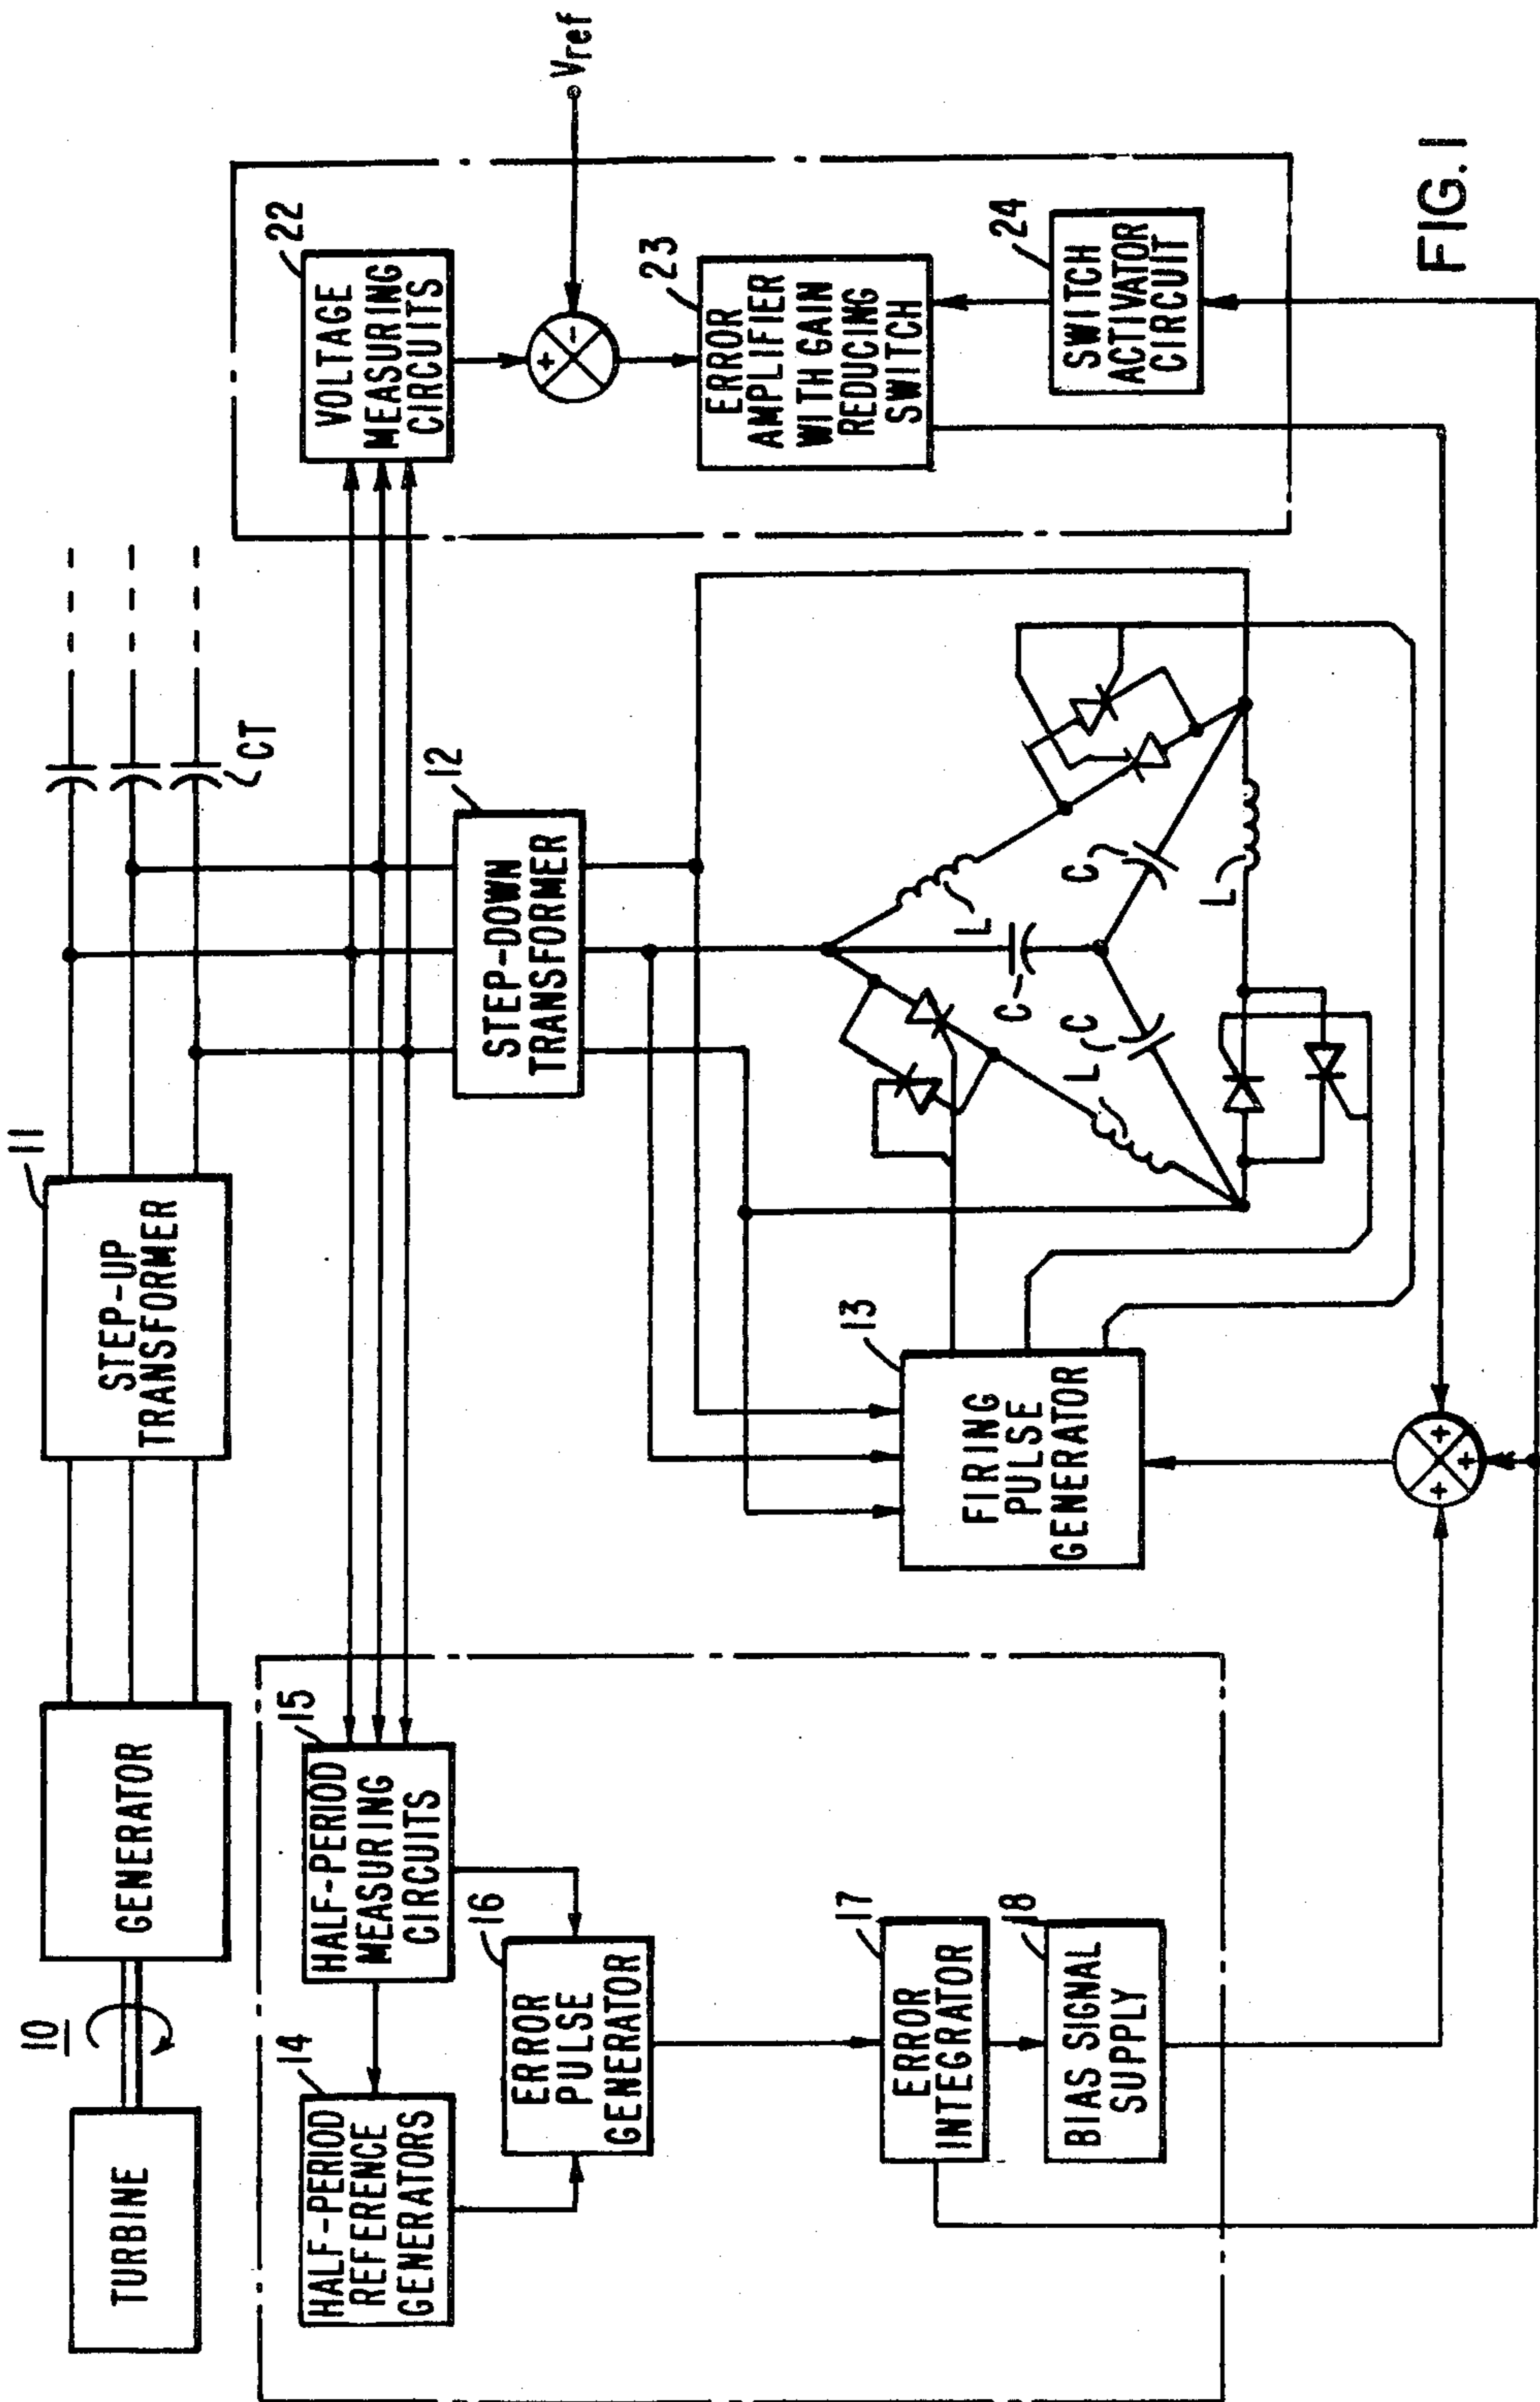 TURBINE
10
GENERATOR
STEP-UP
TRANSFORMER
11
CT
HALF-PERIOD
REFERENCE
GENERATORS
14
HALF-PERIOD
MEASURING
CIRCUITS
15
ERROR
PULSE
GENERATOR
16
ERROR
INTEGRATOR
17
BIAS SIGNAL
SUPPLY
18
STEP-DOWN
TRANSFORMER
12
FIRING
PULSE
GENERATOR
13
L
C
C
L
C
L
+
+
+
VOLTAGE
MEASURING
CIRCUITS
22
+
-
Vref
ERROR
AMPLIFIER
WITH GAIN
REDUCING
SWITCH
23
SWITCH
ACTIVATOR
CIRCUIT
24
FIG. 1